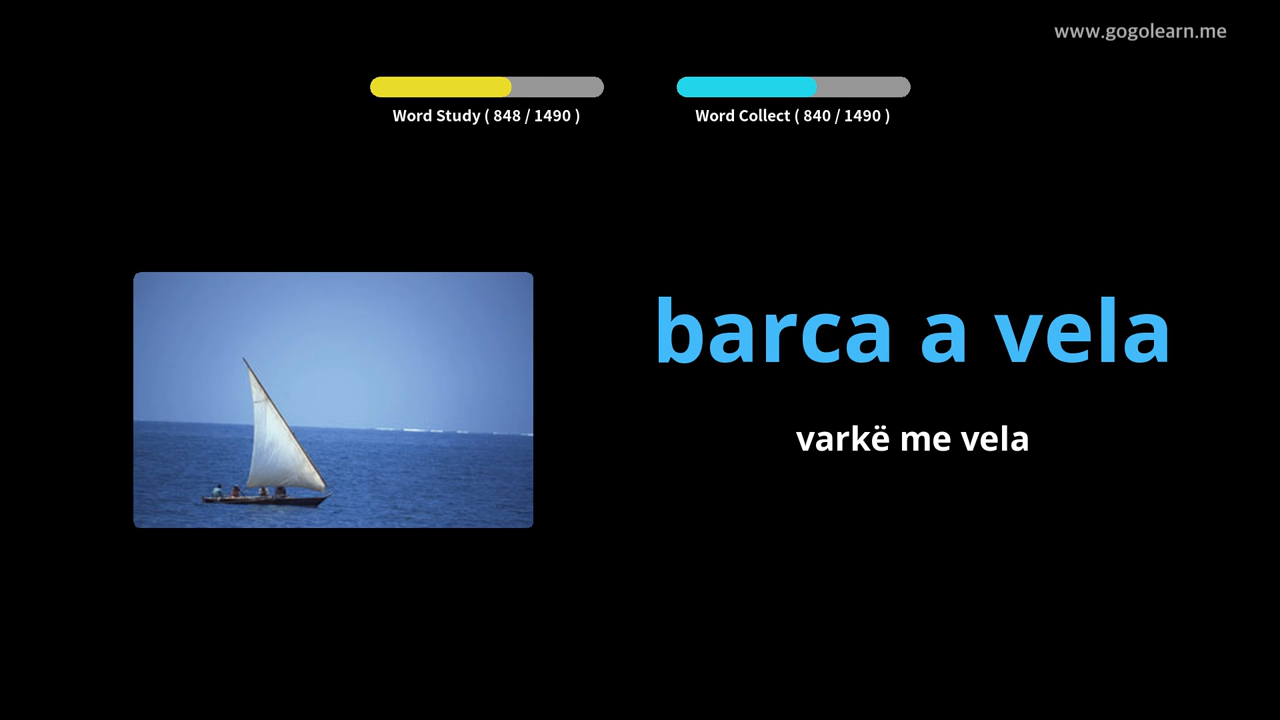 www.gogolearn.me
Word Study ( 848 / 1490 )
Word Collect ( 840 / 1490 )
barca a vela
varkë me vela